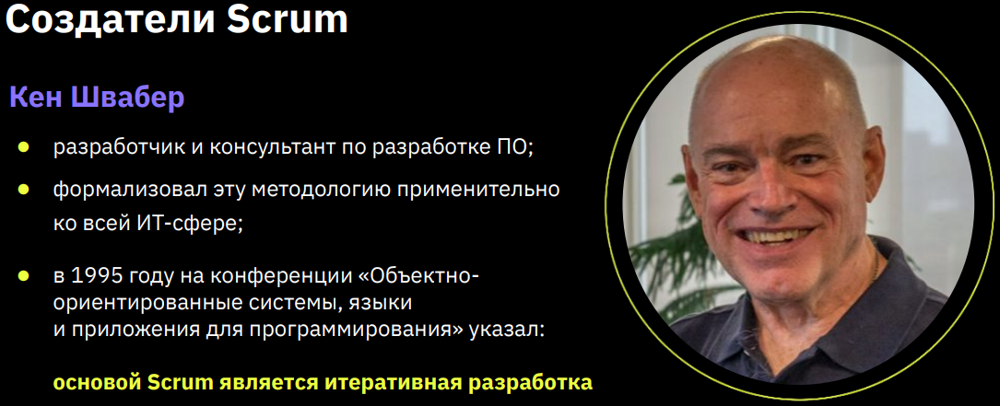 Создатели Scrum
Кен Швабер
● разработчик и консультант по разработке ПО;
● формализовал эту методологию применительно
ко всей ИТ-сфере;
● в 1995 году на конференции «Объектно-
ориентированные системы, языки
и приложения для программирования» указал:
основой Scrum является итеративная разработка